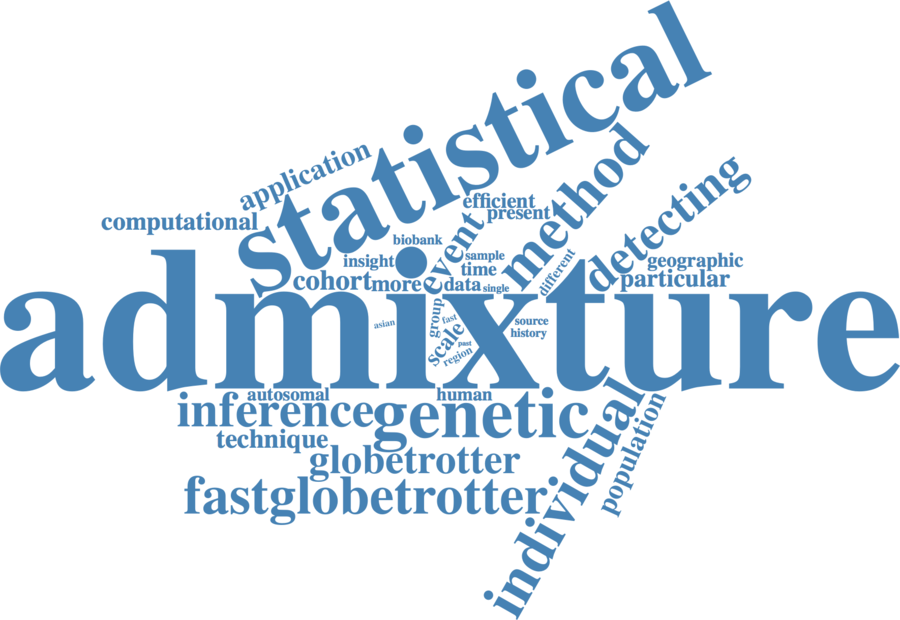 statistical
application
method
detecting
computational
efficient
present
event
biobank
insight
sample
time
different
geographic
particular
cohort
more
data
single
admixture
asian
group
fast
scale
past
region
source
history
autosomal
human
inference
genetic
technique
globetrotter
fastglobetrotter
individual
population